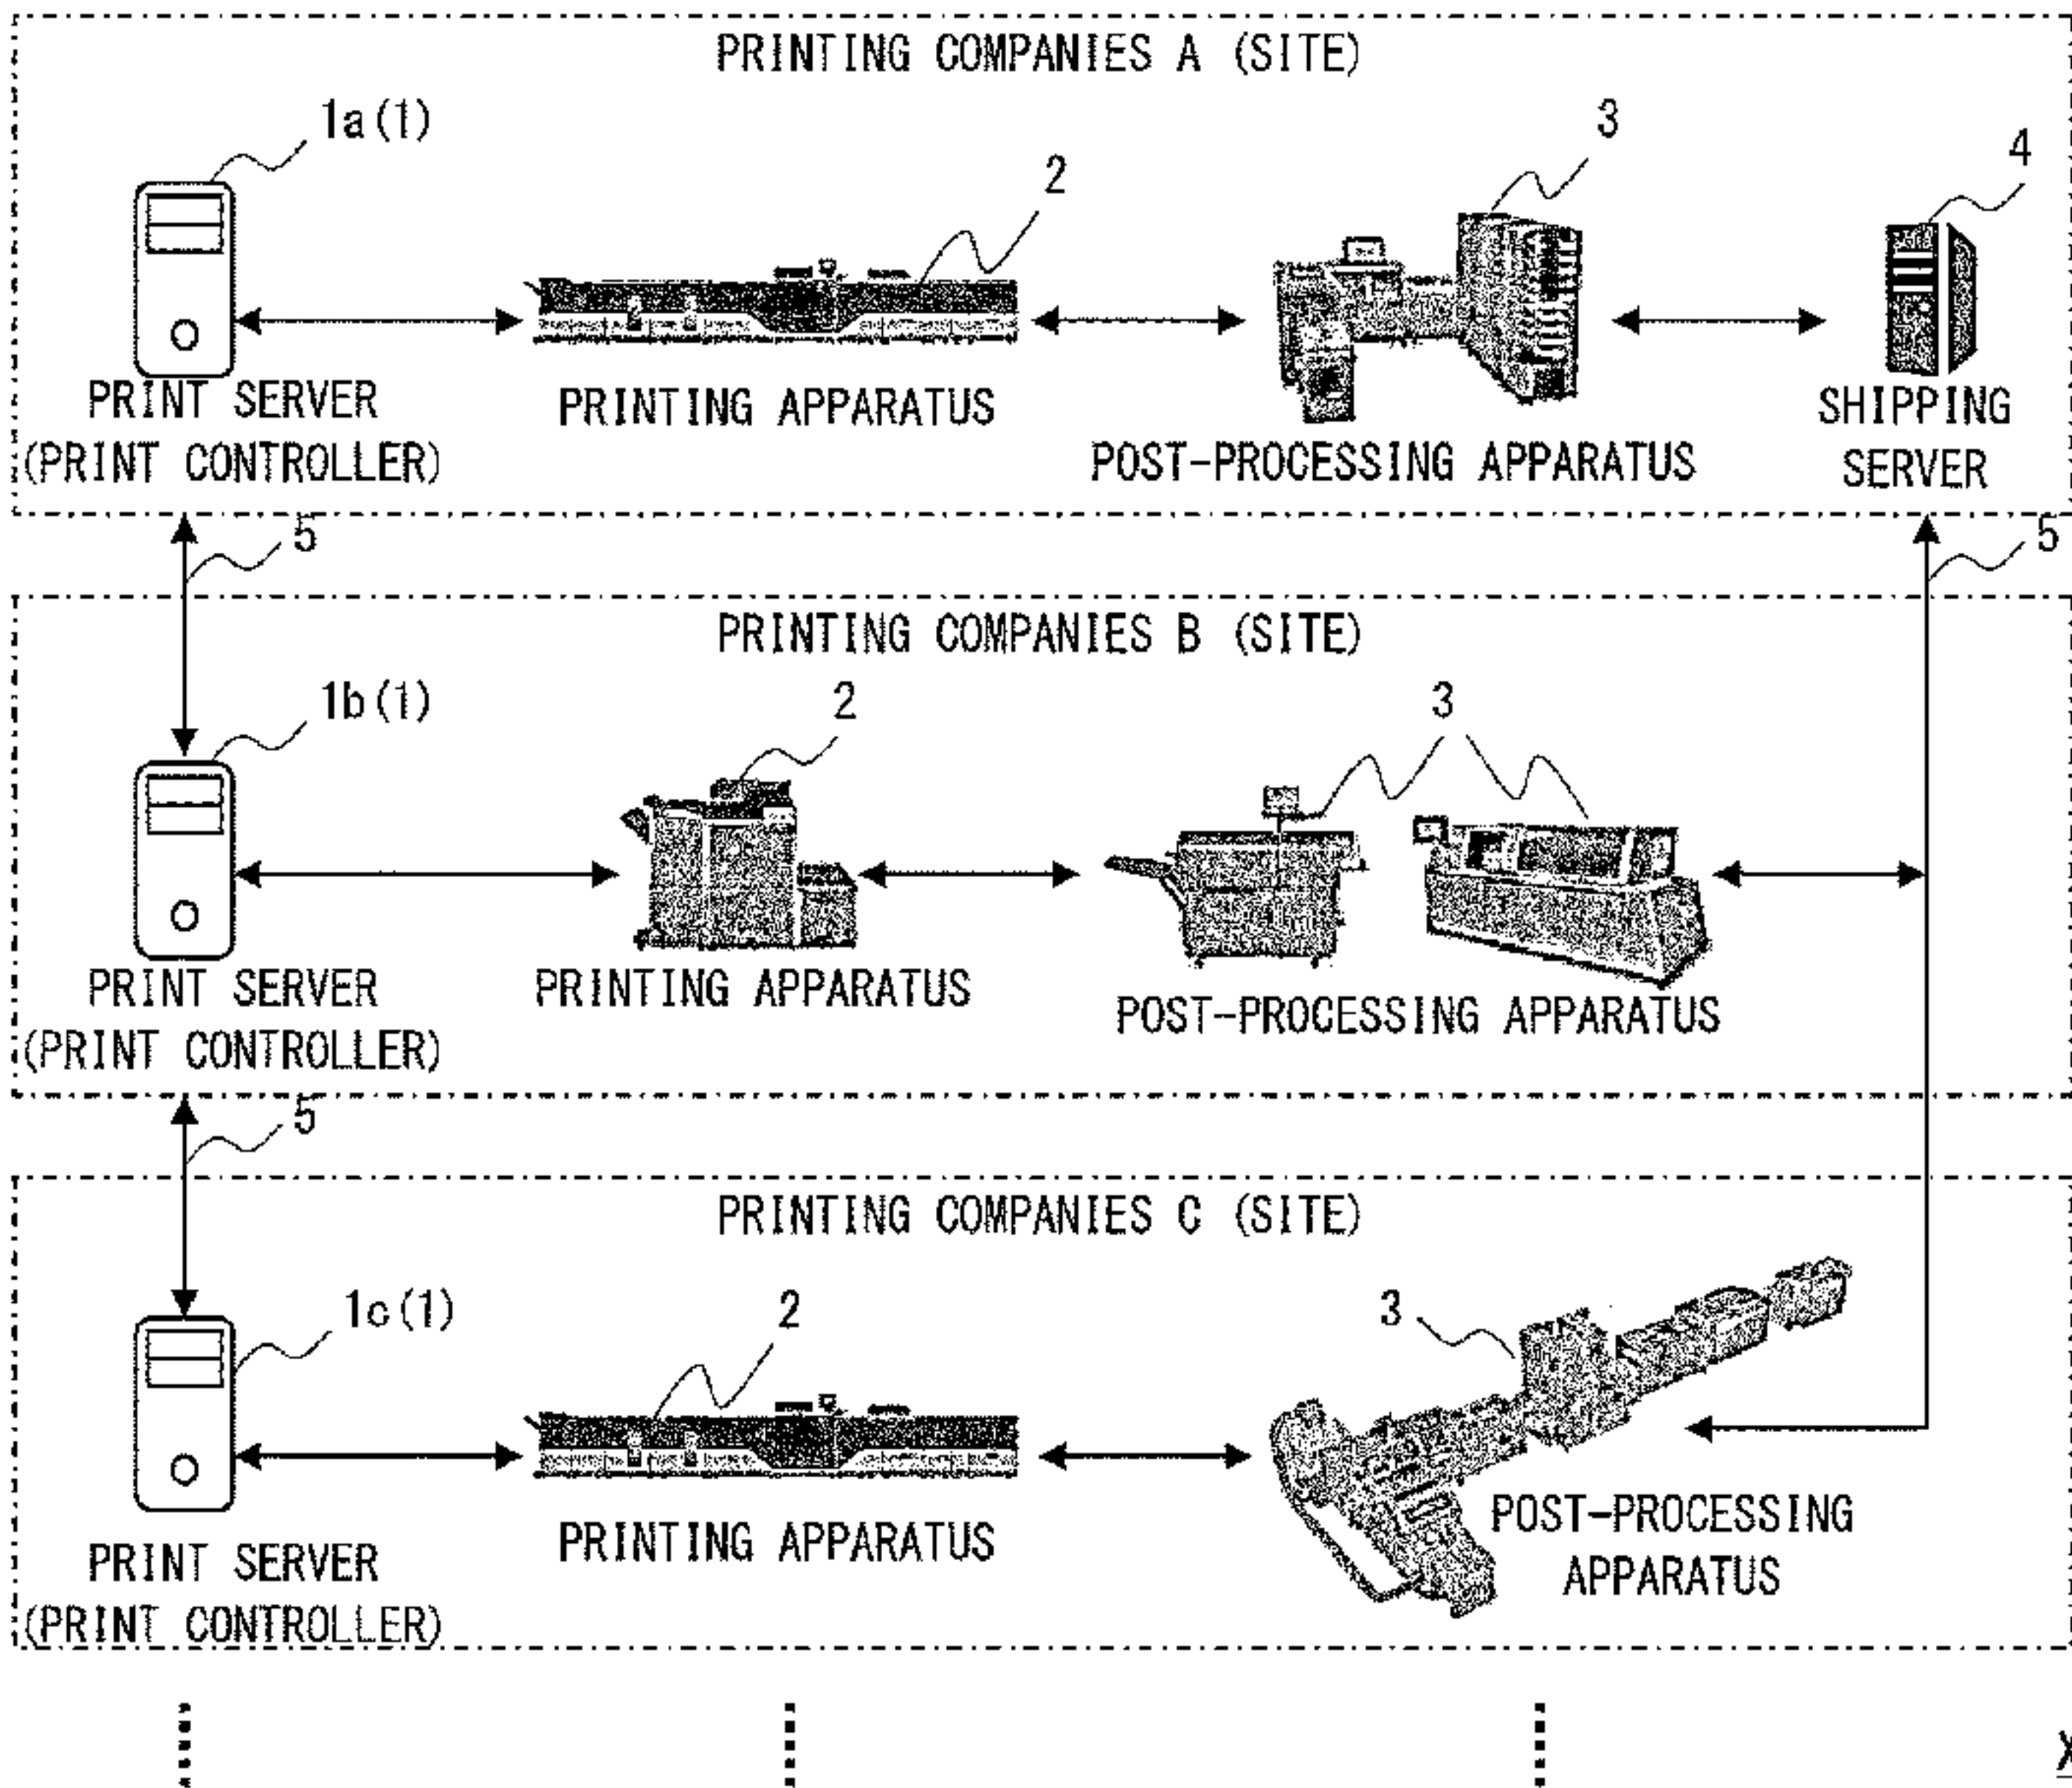 PRINTING COMPANIES A (SITE)
1a(1)
2
3
4
PRINT SERVER
(PRINT CONTROLLER)
PRINTING APPARATUS
POST-PROCESSING APPARATUS
SHIPPING
SERVER
5
5
PRINTING COMPANIES B (SITE)
1b(1)
2
3
PRINT SERVER
(PRINT CONTROLLER)
PRINTING APPARATUS
POST-PROCESSING APPARATUS
5
PRINTING COMPANIES C (SITE)
1c(1)
2
3
PRINT SERVER
(PRINT CONTROLLER)
PRINTING APPARATUS
POST-PROCESSING
APPARATUS
X